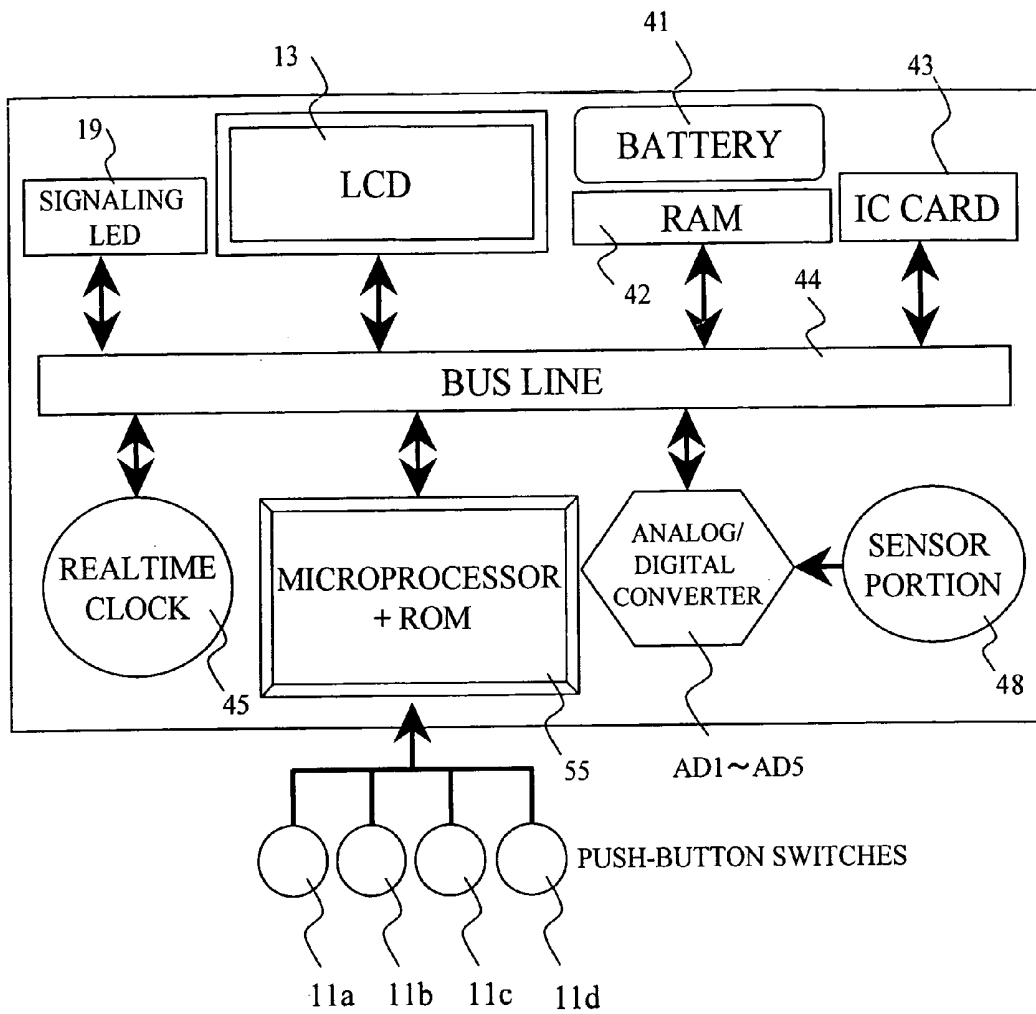 13
41
43
19
SIGNALING
LED
LCD
BATTERY
RAM
IC CARD
42
44
BUS LINE
REALTIME
CLOCK
MICROPROCESSOR
+ ROM
ANALOG/
DIGITAL
CONVERTER
SENSOR
PORTION
45
55
AD1～AD5
48
PUSH-BUTTON SWITCHES
11a
11b
11c
11d